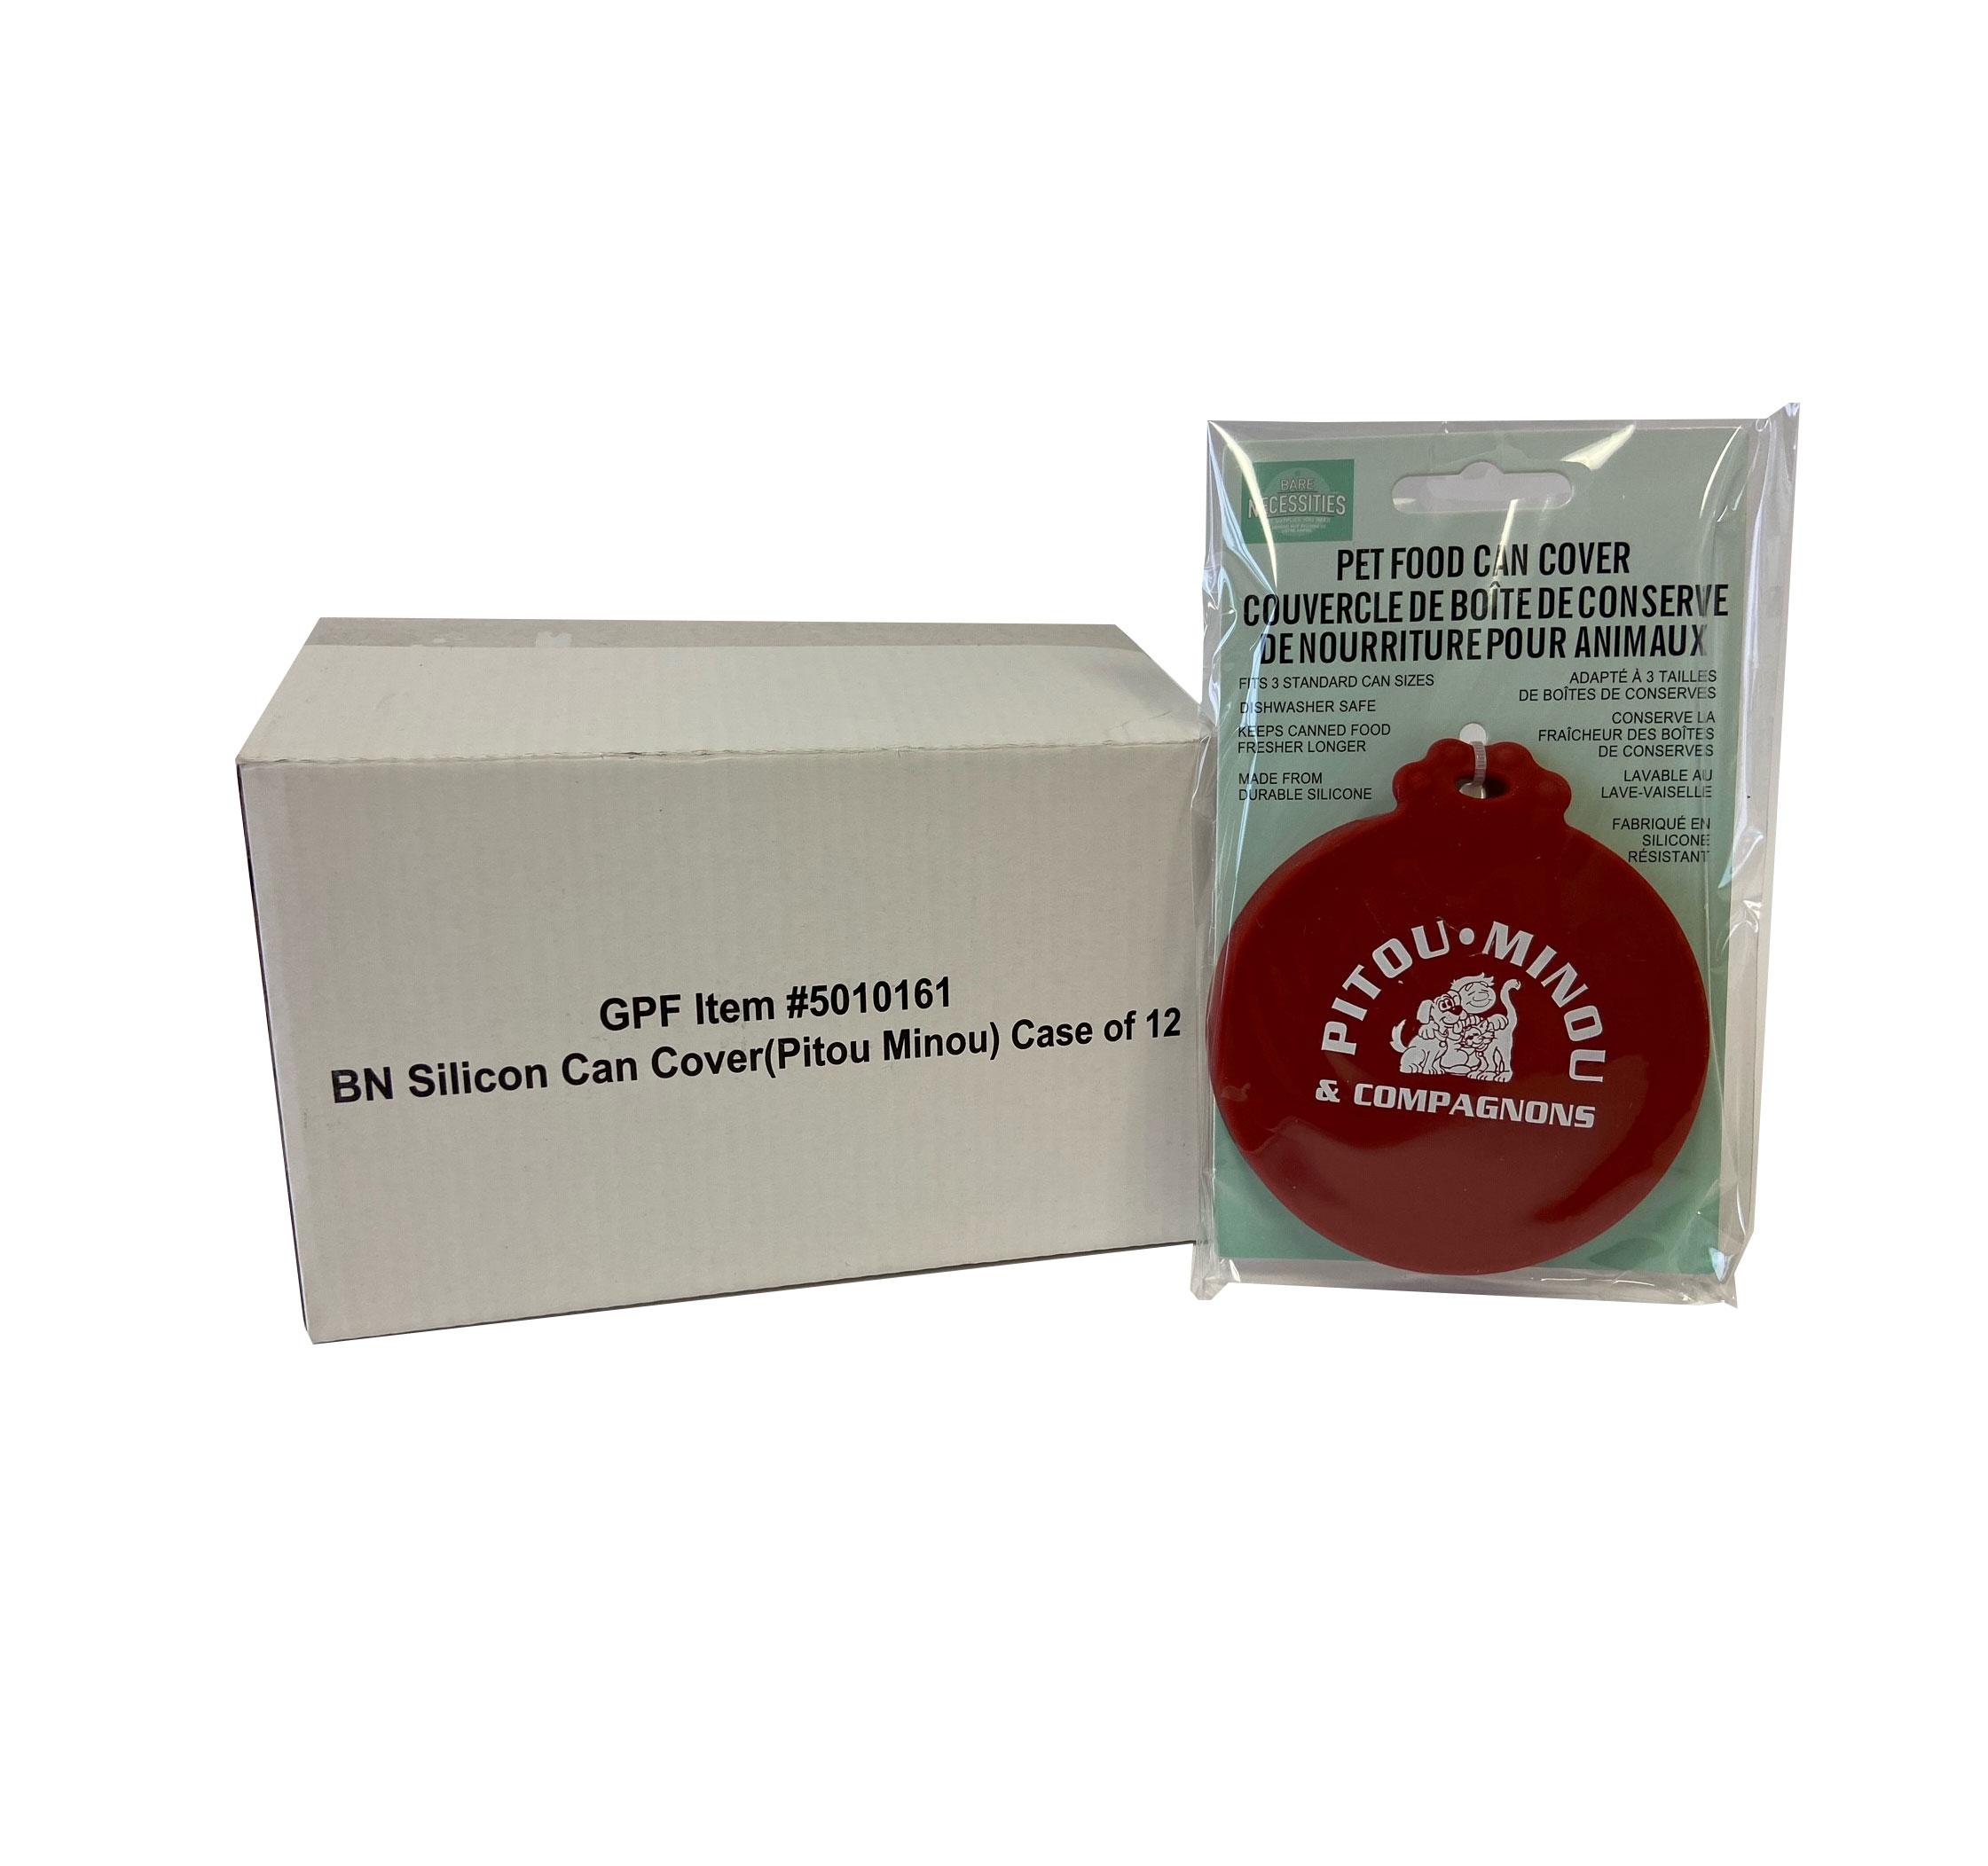 GPF Item #5010161
BN Silicon Can Cover(Pitou Minou) Case of 12
BARE
NECESSITIES
PET FOOD CAN COVER
COUVERCLE DE BOÎTE DE CONSERVE
DE NOURRITURE POUR ANIMAUX
FITS 3 STANDARD CAN SIZES
DISHWASHER SAFE
KEEPS CANNED FOOD
FRESHER LONGER
MADE FROM
DURABLE SILICONE
ADAPTÉ À 3 TAILLES
DE BOÎTES DE CONSERVES
CONSERVE LA
FRAÎCHEUR DES BOÎTES
DE CONSERVES
LAVABLE AU
LAVE-VAISELLE
FABRIQUÉ EN
SILICONE
RÉSISTANT
PITOU•MINOU
& COMPAGNONS